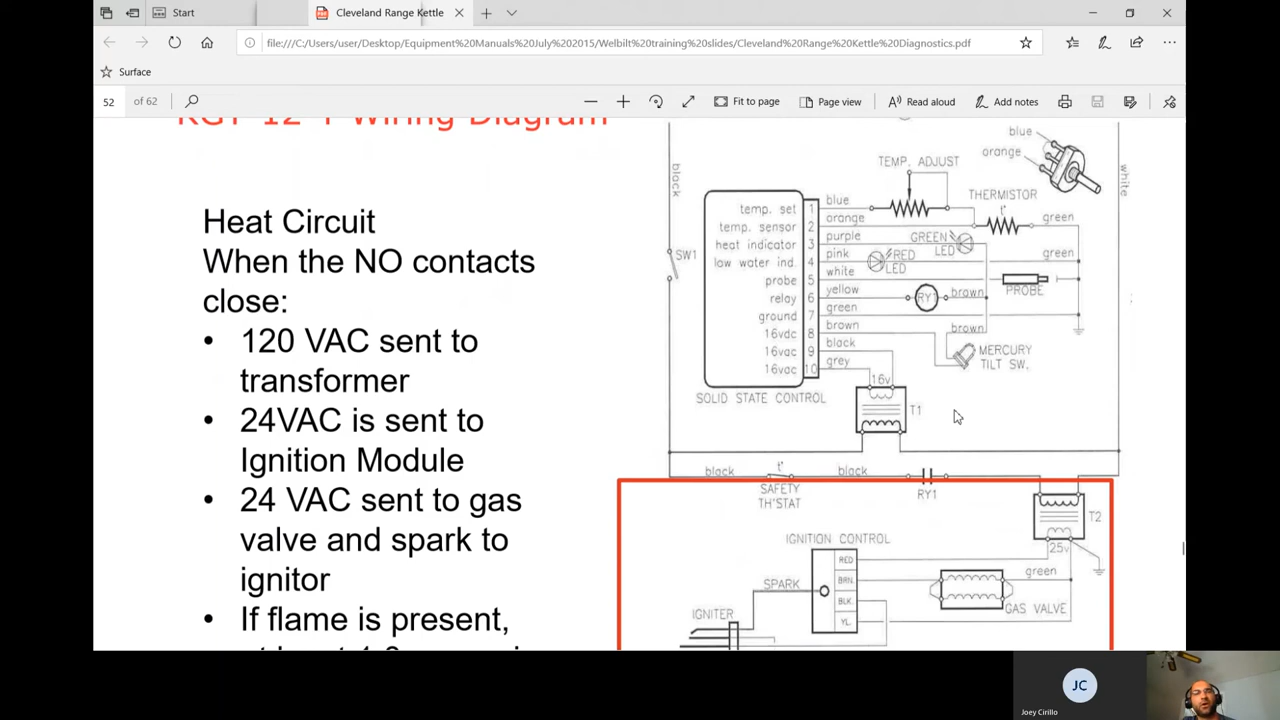 Start
Cleveland Range Kettle
file:///C:/Users/user/Desktop/Equipment%20Manuals%20July%202015/Welbilt%20training%20slides/Cleveland%20Range%20Kettle%20Diagnostics.pdf
Surface
52 of 62
Fit to page
Page view
Read aloud
Add notes
KGT-12-T Wiring Diagram
Heat Circuit
When the NO contacts
close:
• 120 VAC sent to
transformer
• 24VAC is sent to
Ignition Module
• 24 VAC sent to gas
valve and spark to
ignitor
• If flame is present,
black
SW1
temp. set 1 blue
temp. sensor 2 orange
heat indicator 3 purple
low water ind. 4 pink
probe 5 white
relay 6 yellow
ground 7 green
16vdc 8 brown
16vac 9 black
16vac 10 grey
SOLID STATE CONTROL
TEMP. ADJUST
blue
orange
THERMISTOR
t°
green
GREEN
LED
RED
LED
green
PROBE
RY1
brown
brown
MERCURY
TILT SW.
white
16v
T1
black
t°
black
SAFETY
TH'STAT
RY1
T2
25v
IGNITION CONTROL
RED
BRN.
BLK.
YL.
SPARK
IGNITER
green
GAS VALVE
JC
Joey Cirillo